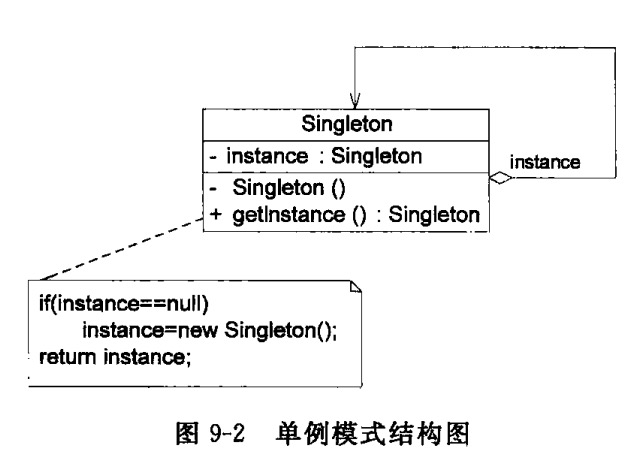 Singleton
- instance : Singleton
instance
- Singleton ()
+ getInstance () : Singleton
if(instance==null)
instance=new Singleton();
return instance;
图 9-2 单例模式结构图